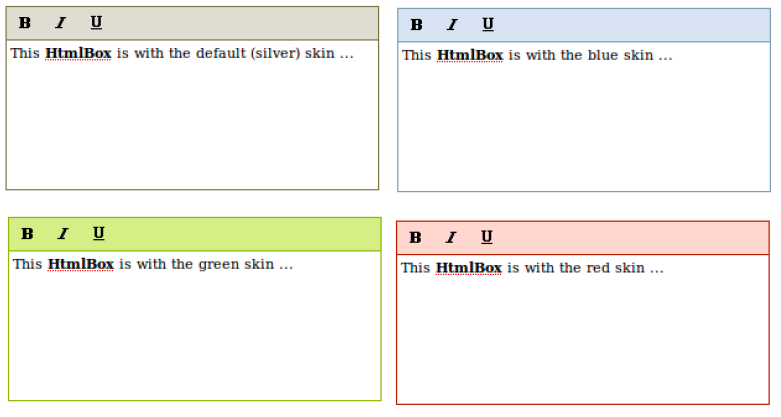 B I U
This HtmlBox is with the default (silver) skin ...
B I U
This HtmlBox is with the blue skin ...
B I U
This HtmlBox is with the green skin ...
B I U
This HtmlBox is with the red skin ...